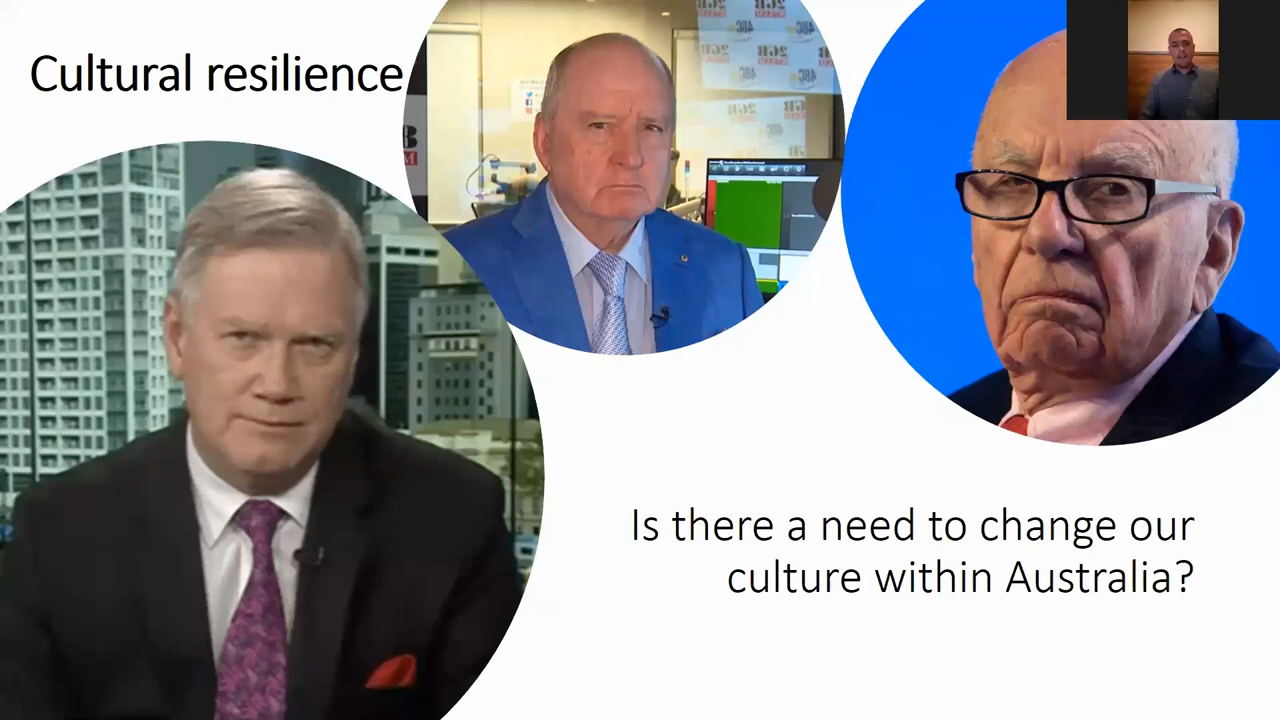 Cultural resilience
Is there a need to change our
culture within Australia?